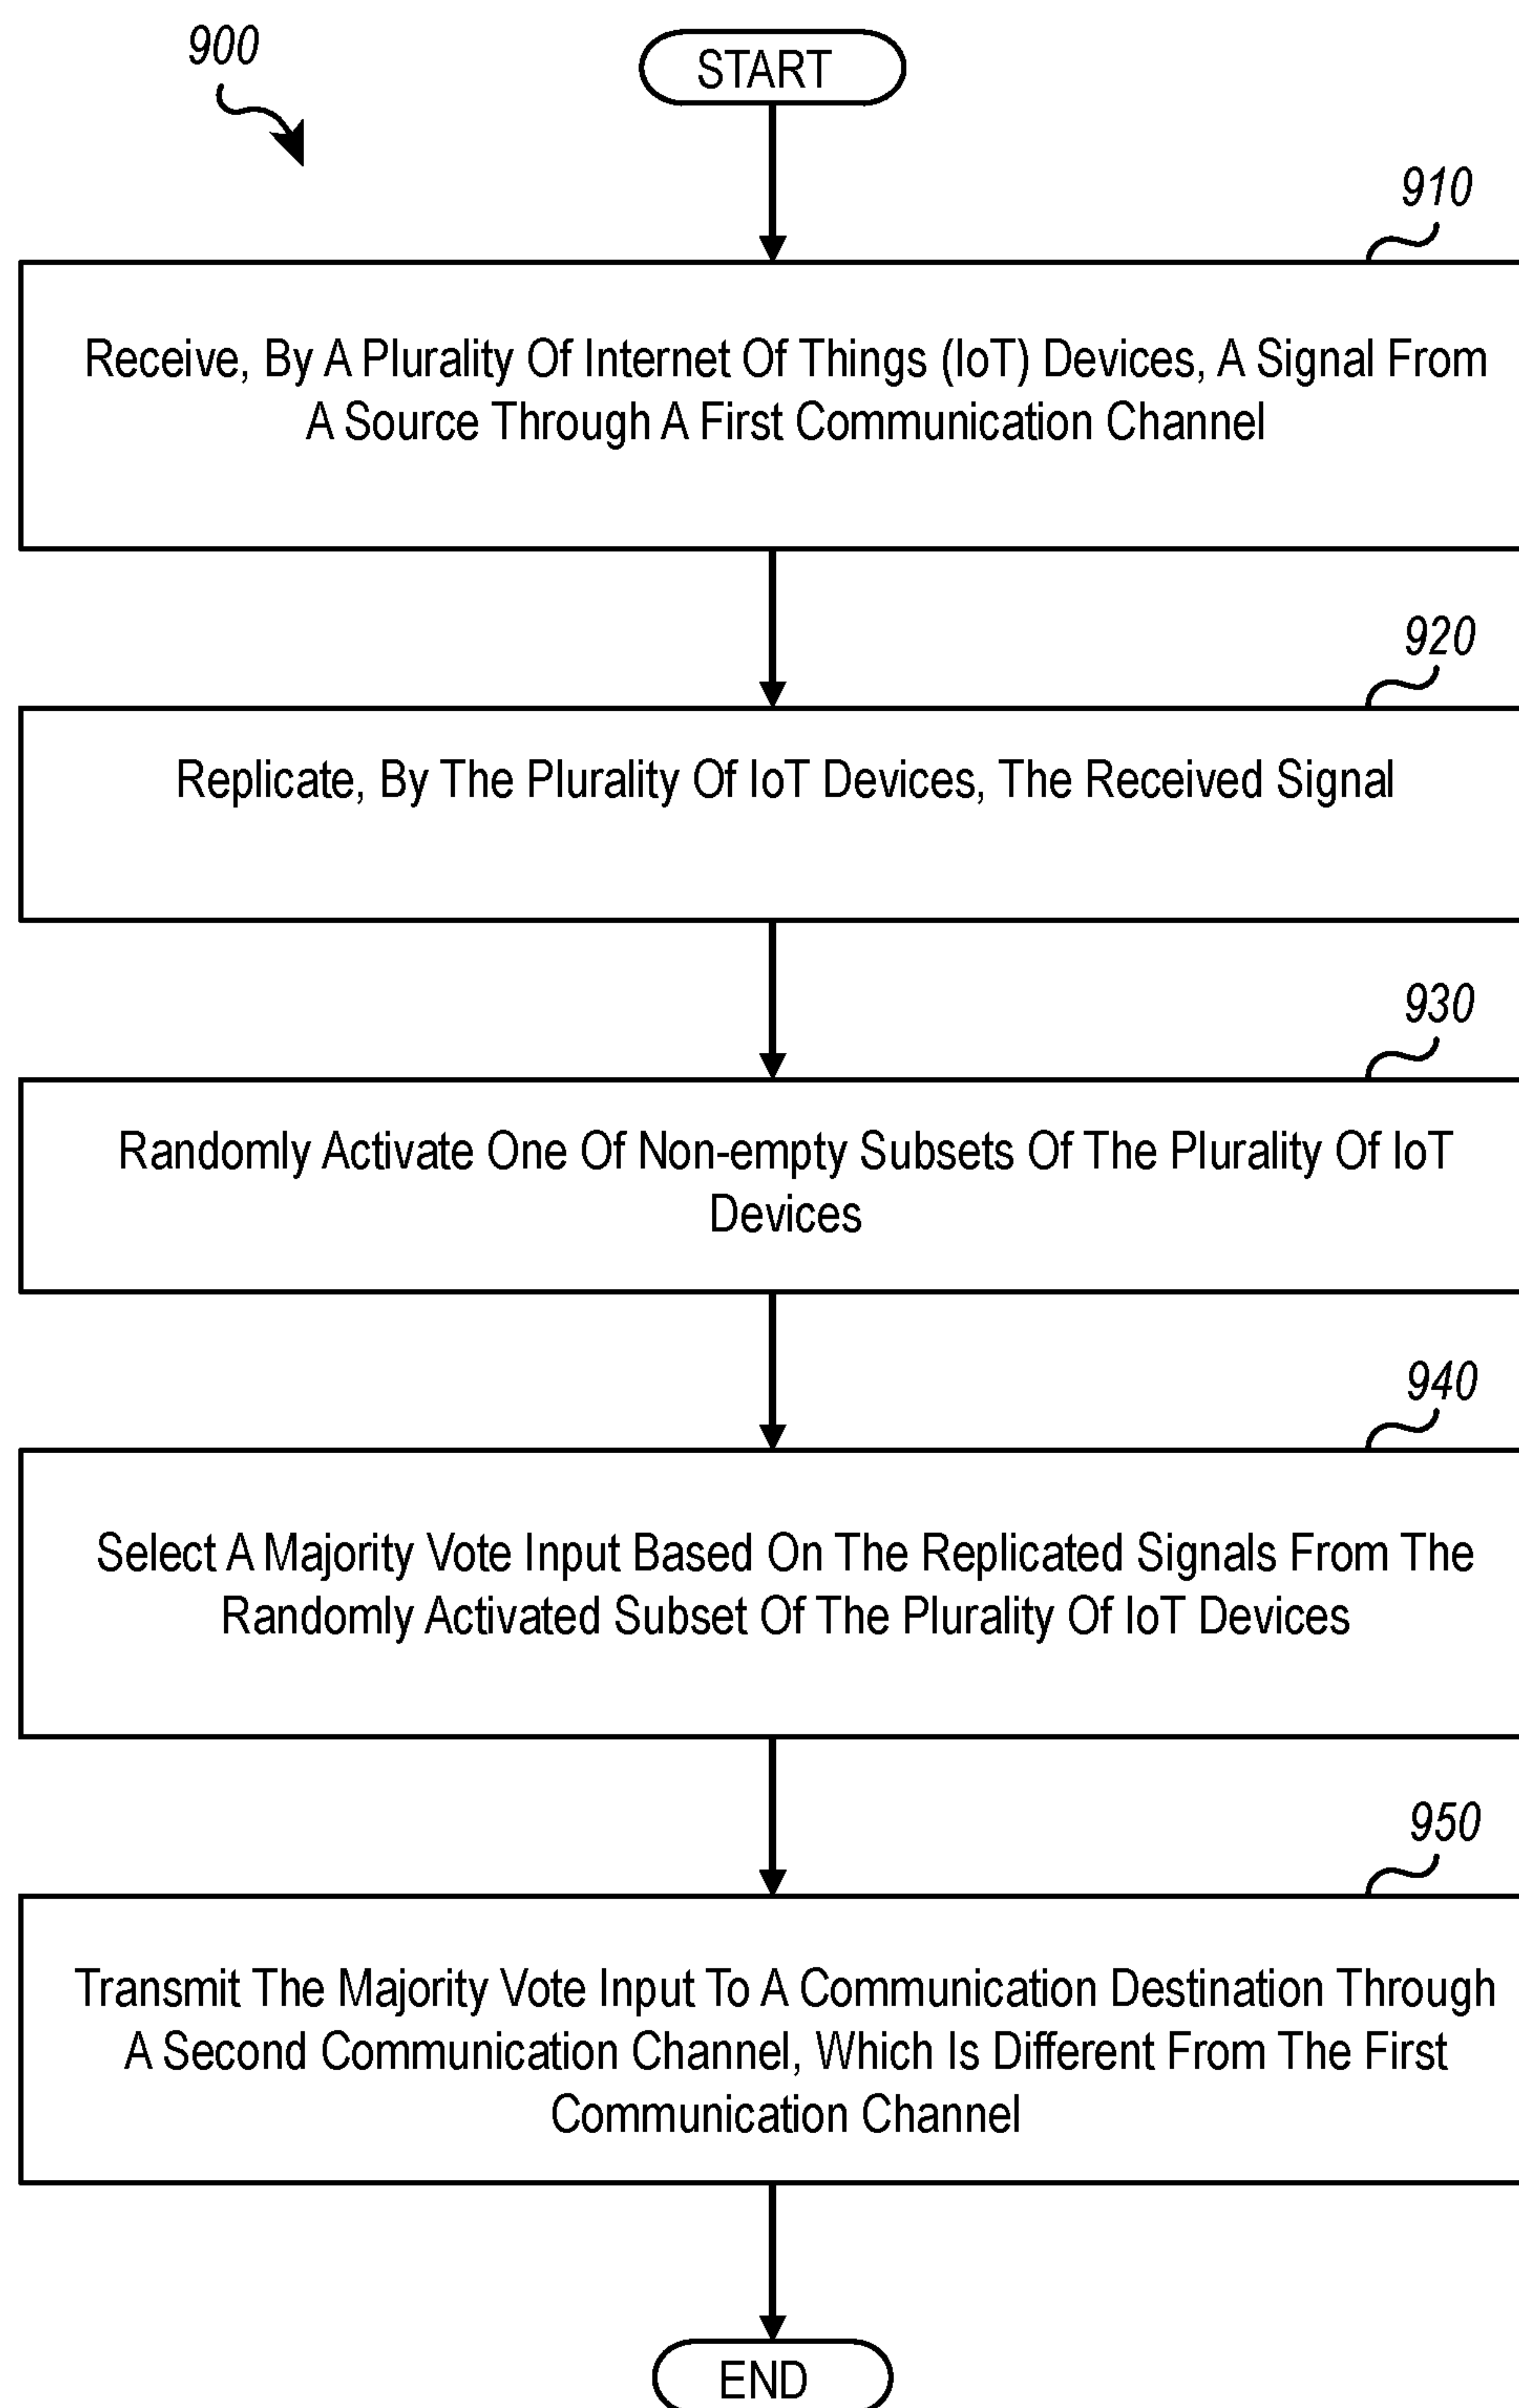 900
START
910
Receive, By A Plurality Of Internet Of Things (IoT) Devices, A Signal From
A Source Through A First Communication Channel
920
Replicate, By The Plurality Of IoT Devices, The Received Signal
930
Randomly Activate One Of Non-empty Subsets Of The Plurality Of IoT
Devices
940
Select A Majority Vote Input Based On The Replicated Signals From The
Randomly Activated Subset Of The Plurality Of IoT Devices
950
Transmit The Majority Vote Input To A Communication Destination Through
A Second Communication Channel, Which Is Different From The First
Communication Channel
END